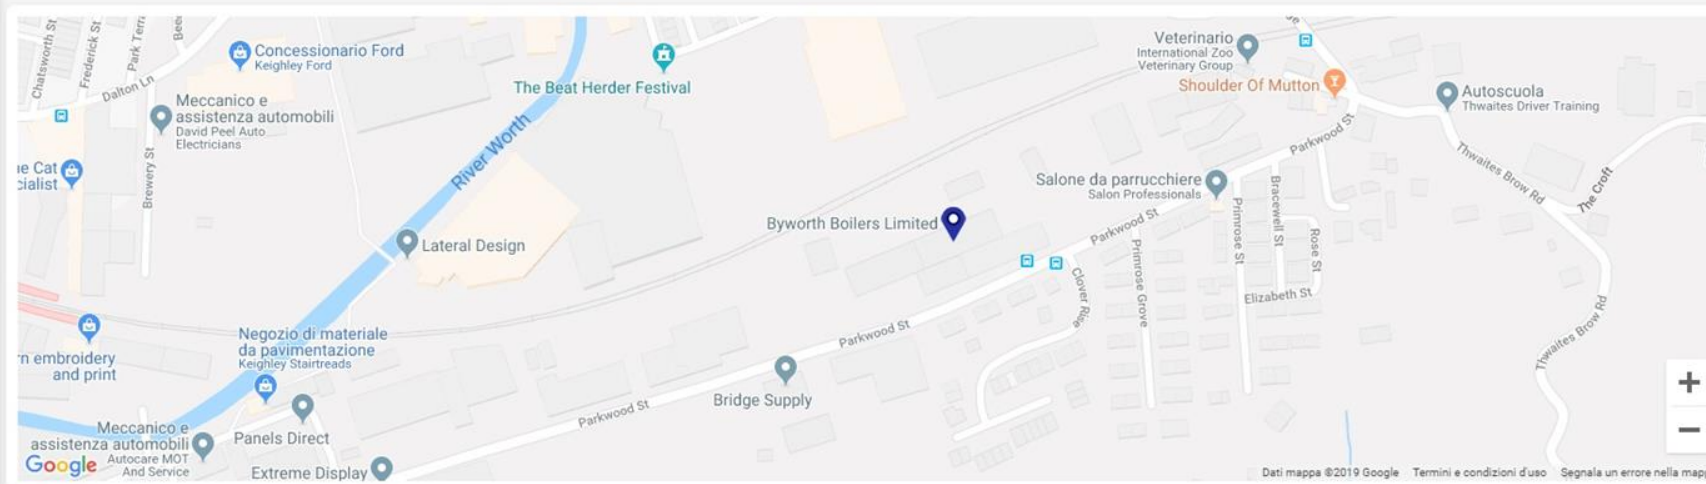 Chatsworth St
Frederick St
Park Terr
Bee
Dalton Ln
Concessionario Ford
Keighley Ford
Meccanico e
assistenza automobili
David Peel Auto
Electricians
ne Cat
cialist
Brewery St
The Beat Herder Festival
River Worth
Lateral Design
Veterinario
International Zoo
Veterinary Group
Shoulder Of Mutton
Autoscuola
Thwaites Driver Training
Parkwood St
Thwaites Brow Rd
The Croft
Salone da parrucchiere
Salon Professionals
Byworth Boilers Limited
Parkwood St
Primrose St
Bracewell St
Rose St
Elizabeth St
Primrose Grove
Clover Rise
Thwaites Brow Rd
Parkwood St
Negozio di materiale
da pavimentazione
Keighley Stairtreads
rn embroidery
and print
Bridge Supply
Parkwood St
Panels Direct
Meccanico e
assistenza automobili
Autocare MOT
And Service
Extreme Display
Google
+
−
Dati mappa ©2019 Google Termini e condizioni d'uso Segnala un errore nella mapp